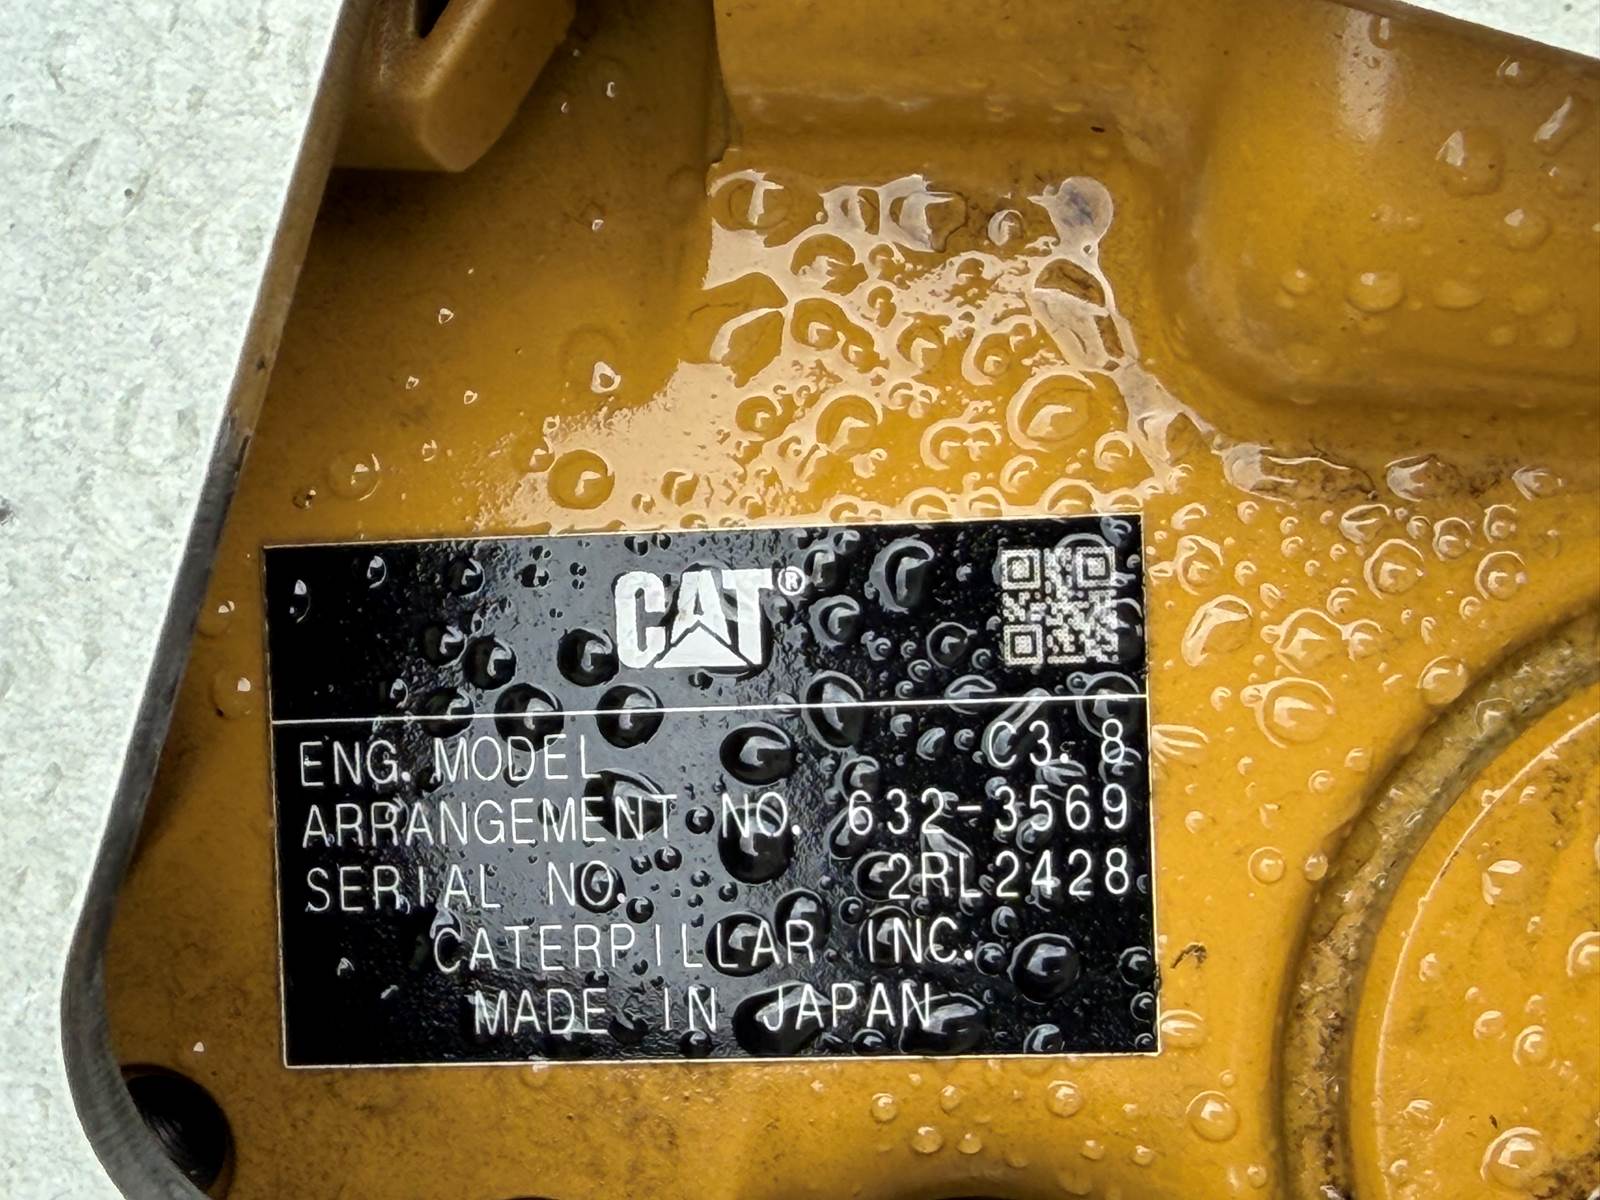 CAT®
ENG. MODEL C3.8
ARRANGEMENT NO. 632-3569
SERIAL NO. 2RL2428
CATERPILLAR INC.
MADE IN JAPAN